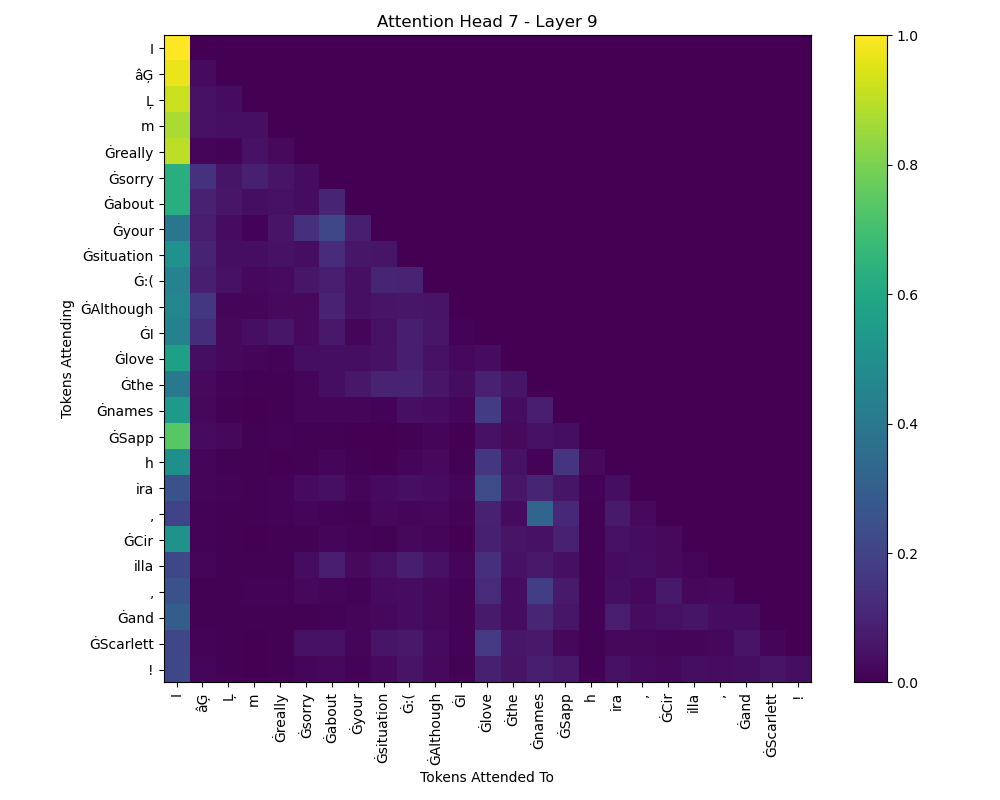 Attention Head 7 - Layer 9
Tokens Attending
I
âĢ
Ļ
m
Ġreally
Ġsorry
Ġabout
Ġyour
Ġsituation
Ġ:(
ĠAlthough
ĠI
Ġlove
Ġthe
Ġnames
ĠSapp
h
ira
,
ĠCir
illa
,
Ġand
ĠScarlett
!
I
âĢ
Ļ
m
Ġreally
Ġsorry
Ġabout
Ġyour
Ġsituation
Ġ:(
ĠAlthough
ĠI
Ġlove
Ġthe
Ġnames
ĠSapp
h
ira
,
ĠCir
illa
,
Ġand
ĠScarlett
!
Tokens Attended To
1.0
0.8
0.6
0.4
0.2
0.0